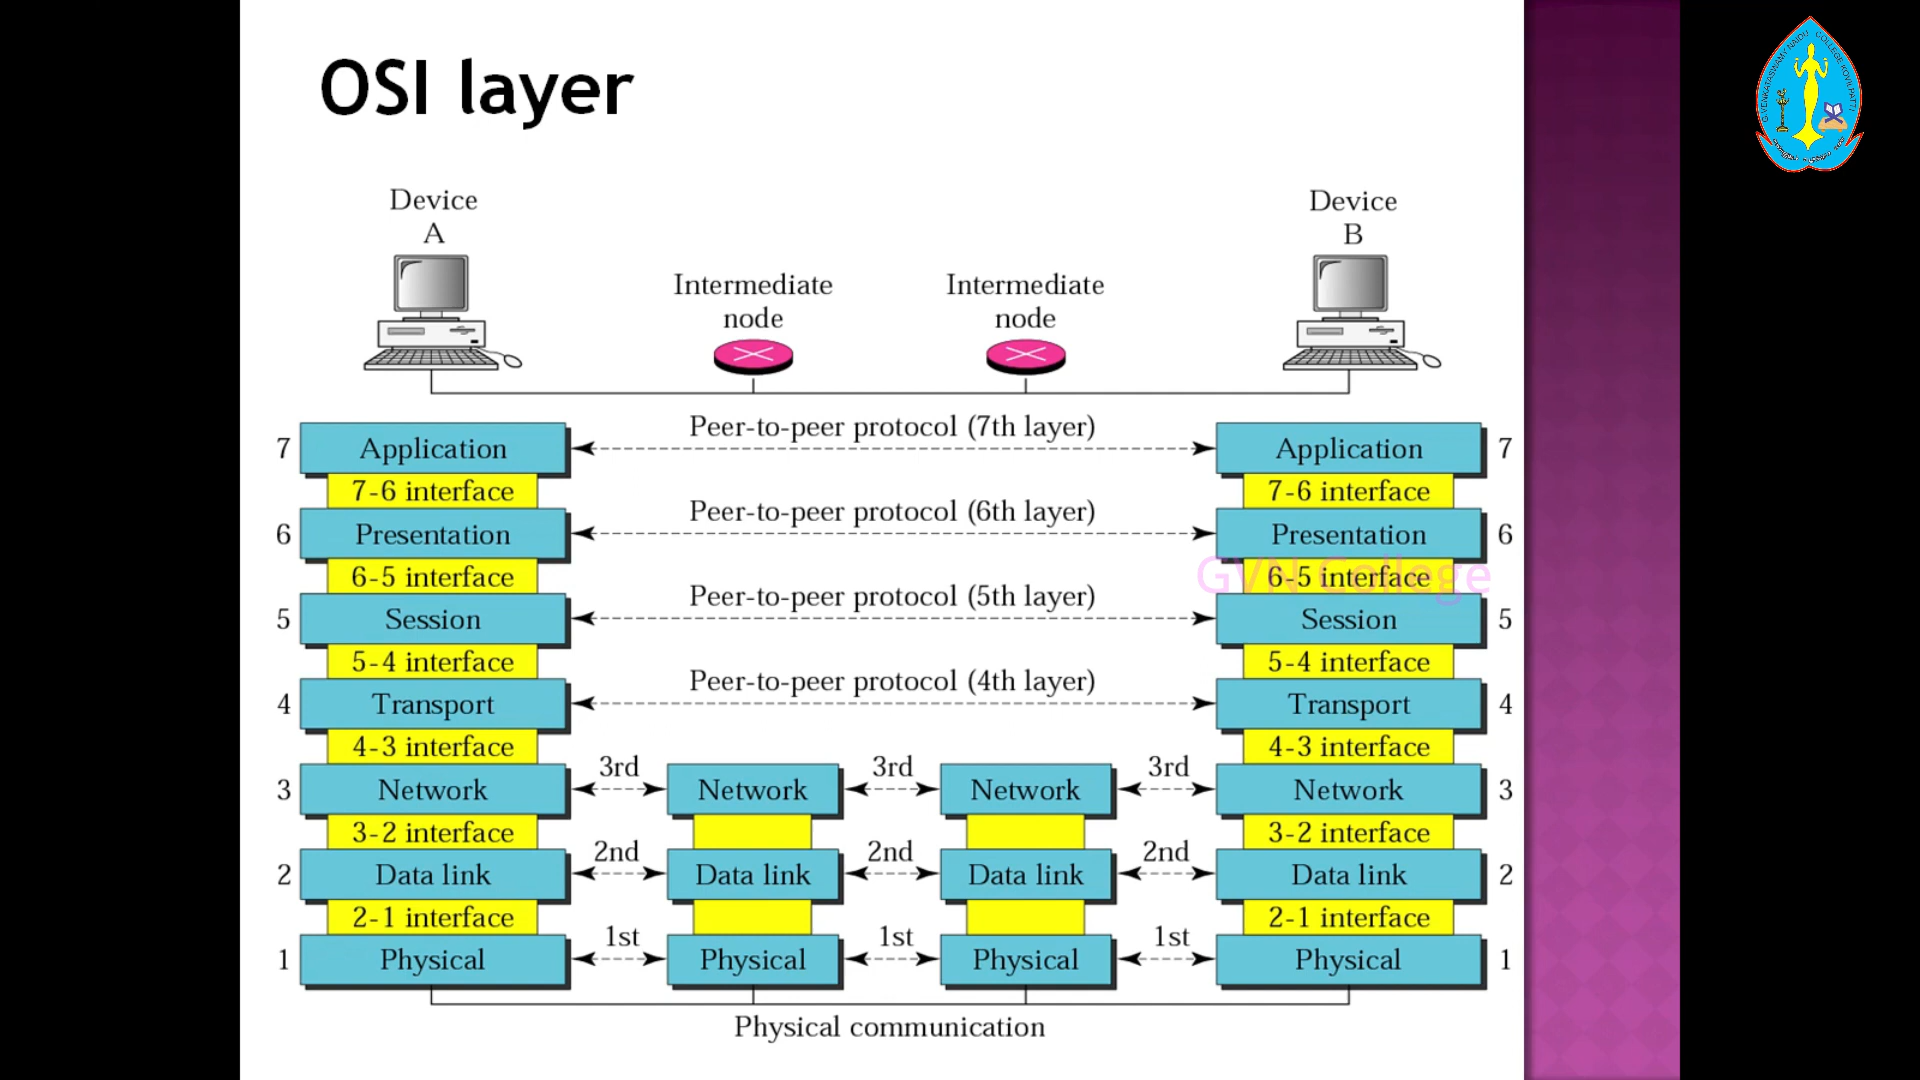 OSI layer
G.VENKATASWAMY NAIDU COLLEGE KOVILPATTI
Device
A
Device
B
Intermediate
node
Intermediate
node
Peer-to-peer protocol (7th layer)
7 Application Application 7
7-6 interface 7-6 interface
Peer-to-peer protocol (6th layer)
6 Presentation Presentation 6
GVN College
6-5 interface 6-5 interface
Peer-to-peer protocol (5th layer)
5 Session Session 5
5-4 interface 5-4 interface
Peer-to-peer protocol (4th layer)
4 Transport Transport 4
4-3 interface 4-3 interface
3rd 3rd 3rd
3 Network Network Network Network 3
3-2 interface 3-2 interface
2nd 2nd 2nd
2 Data link Data link Data link Data link 2
2-1 interface 2-1 interface
1st 1st 1st
1 Physical Physical Physical Physical 1
Physical communication